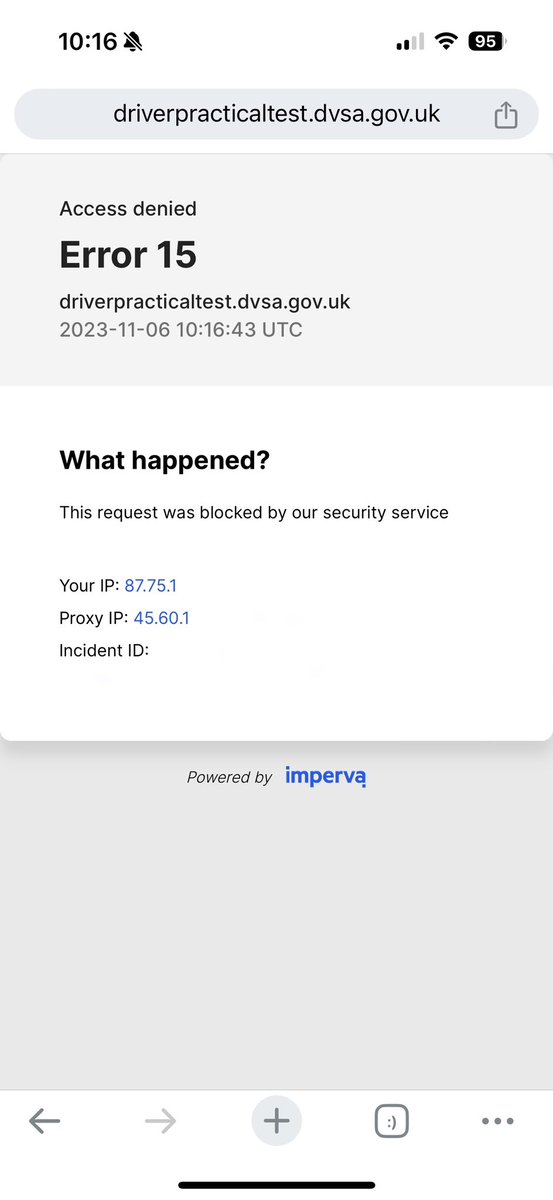 10:16
95
driverpracticaltest.dvsa.gov.uk
Access denied
Error 15
driverpracticaltest.dvsa.gov.uk
2023-11-06 10:16:43 UTC
What happened?
This request was blocked by our security service
Your IP: 87.75.1
Proxy IP: 45.60.1
Incident ID:
Powered by imperva
:)